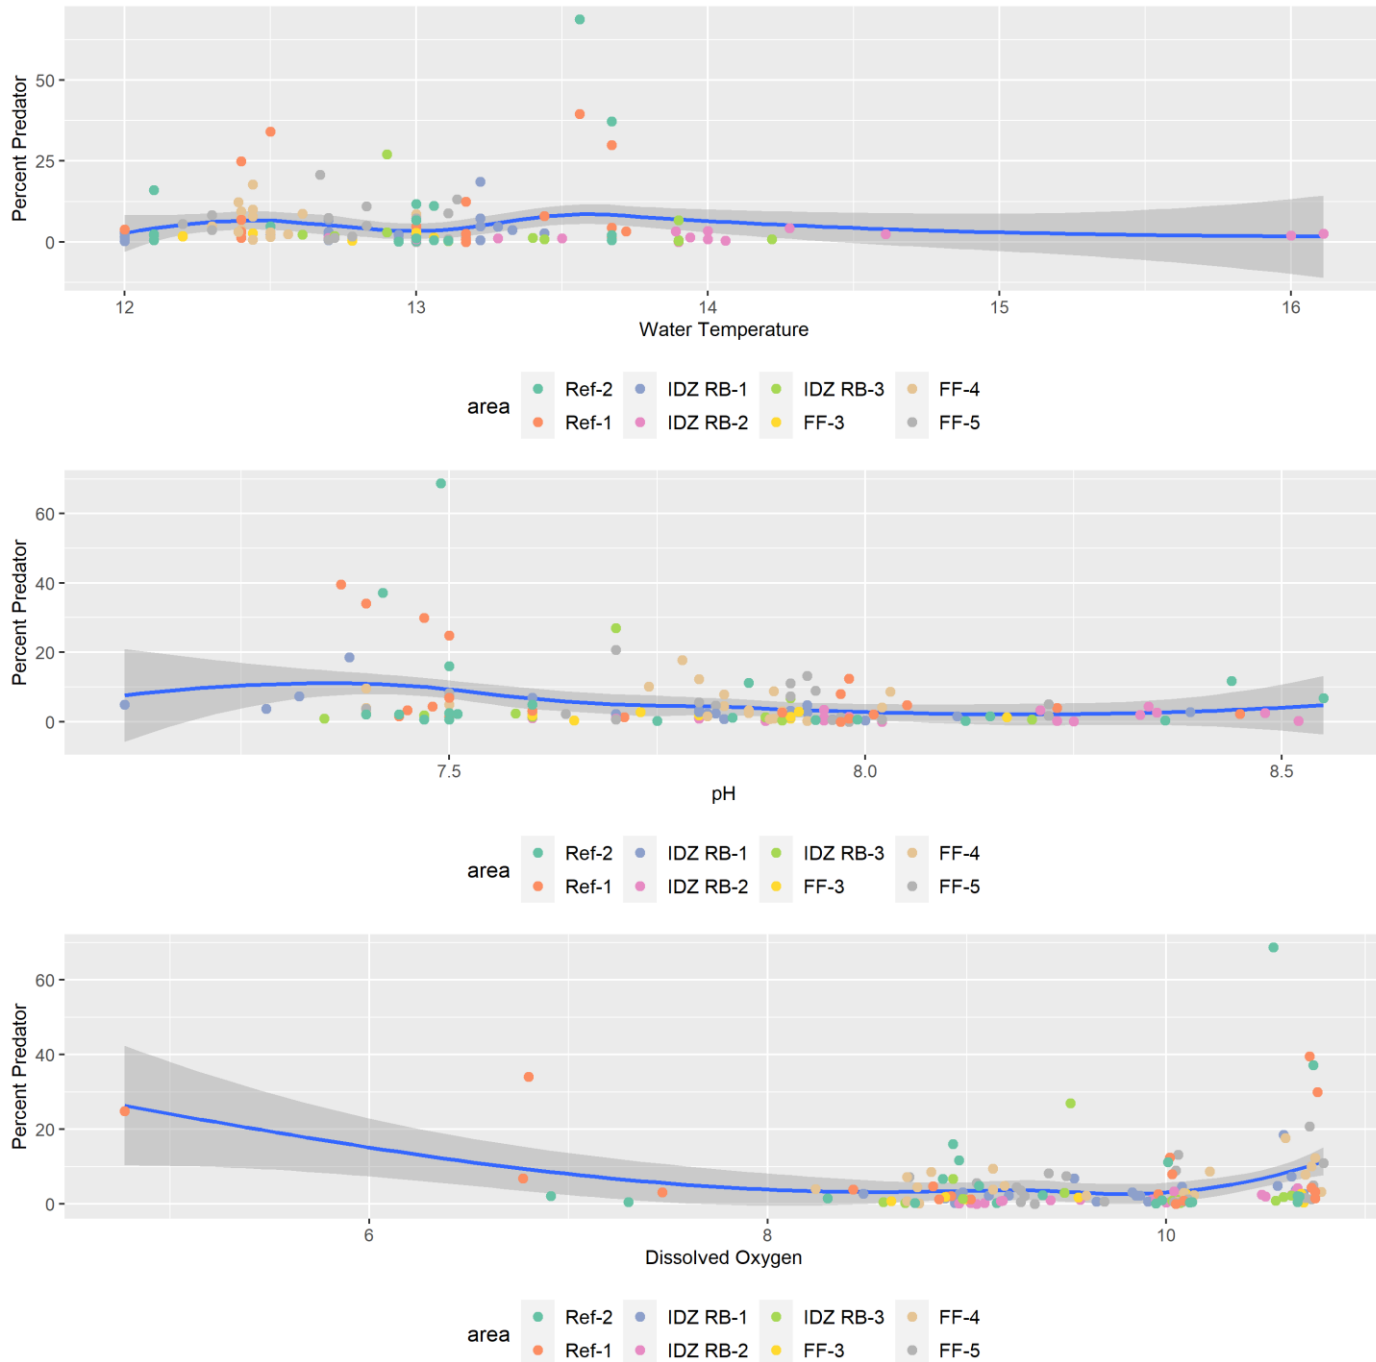 Percent Predator
50
25
0
12 13 14 15 16
Water Temperature
area Ref-2 IDZ RB-1 IDZ RB-3 FF-4
Ref-1 IDZ RB-2 FF-3 FF-5
Percent Predator
60
40
20
0
7.5 8.0 8.5
pH
area Ref-2 IDZ RB-1 IDZ RB-3 FF-4
Ref-1 IDZ RB-2 FF-3 FF-5
Percent Predator
60
40
20
0
6 8 10
Dissolved Oxygen
area Ref-2 IDZ RB-1 IDZ RB-3 FF-4
Ref-1 IDZ RB-2 FF-3 FF-5